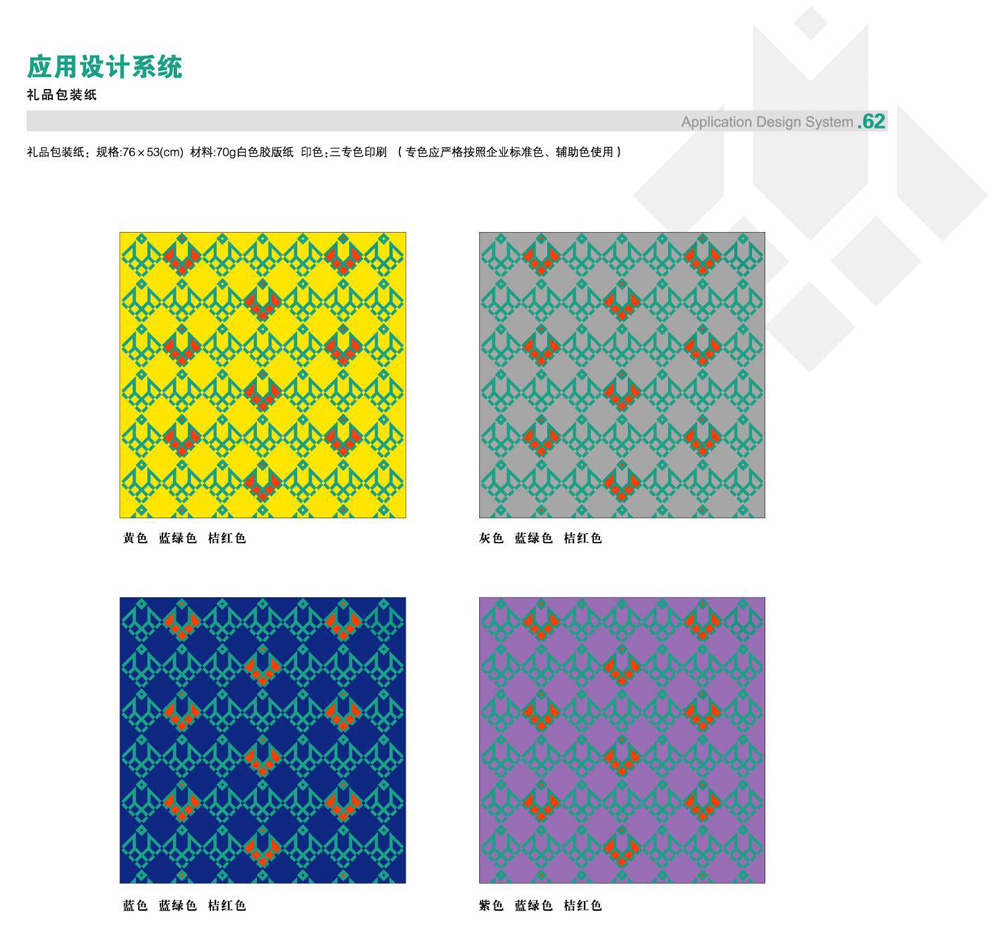 应用设计系统
礼品包装纸
Application Design System .62
礼品包装纸：规格:76×53(cm) 材料:70g白色胶版纸 印色:三专色印刷 （专色应严格按照企业标准色、辅助色使用）
黄色 蓝绿色 桔红色
灰色 蓝绿色 桔红色
蓝色 蓝绿色 桔红色
紫色 蓝绿色 桔红色